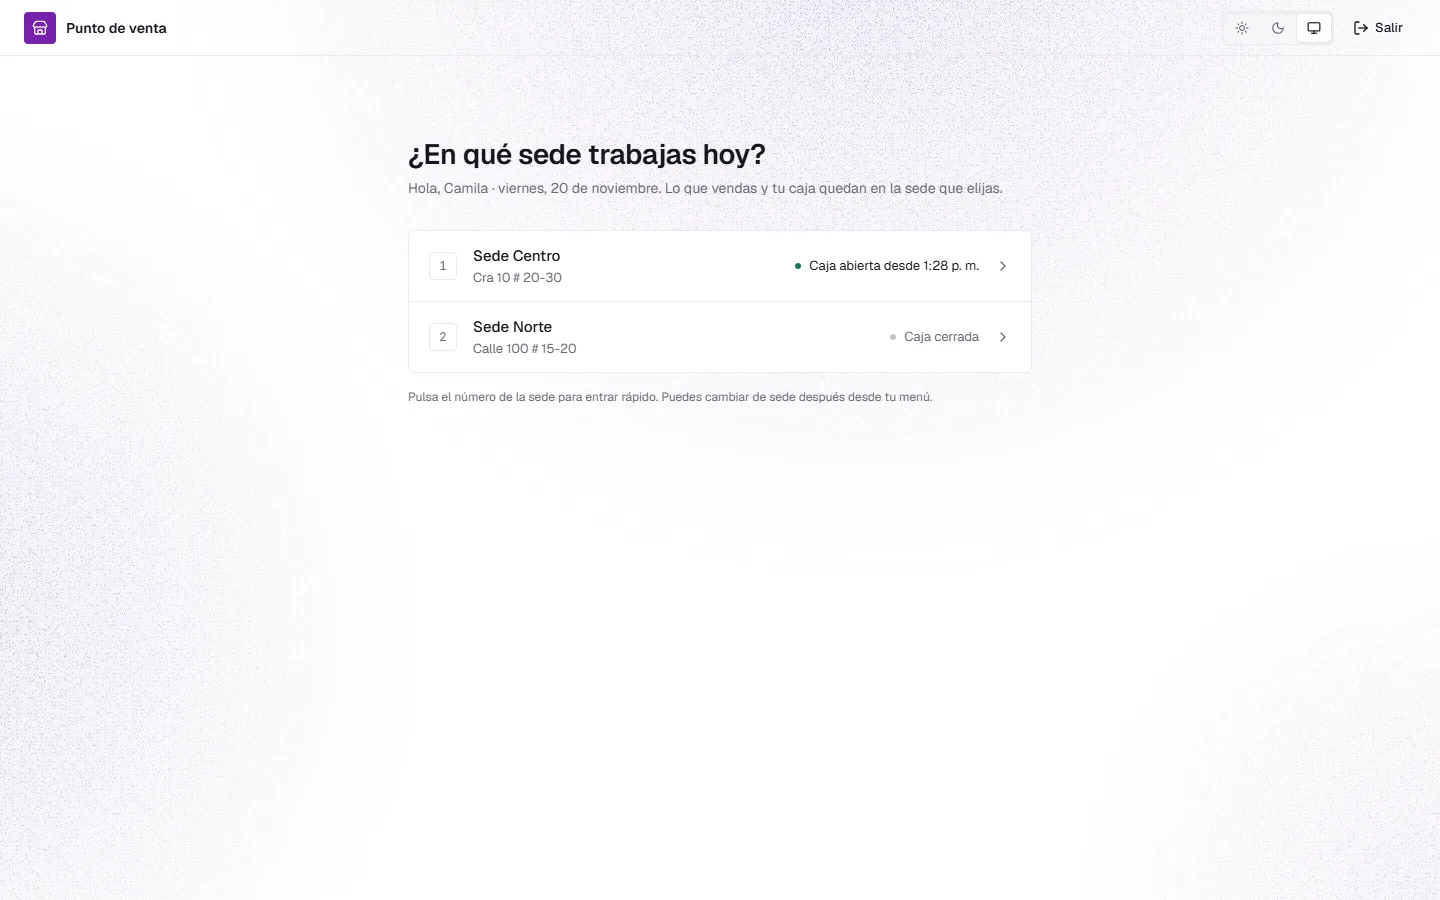 Punto de venta
Salir
¿En qué sede trabajas hoy?
Hola, Camila · viernes, 20 de noviembre. Lo que vendas y tu caja quedan en la sede que elijas.
1
Sede Centro
Cra 10 # 20-30
Caja abierta desde 1:28 p. m.
2
Sede Norte
Calle 100 # 15-20
Caja cerrada
Pulsa el número de la sede para entrar rápido. Puedes cambiar de sede después desde tu menú.